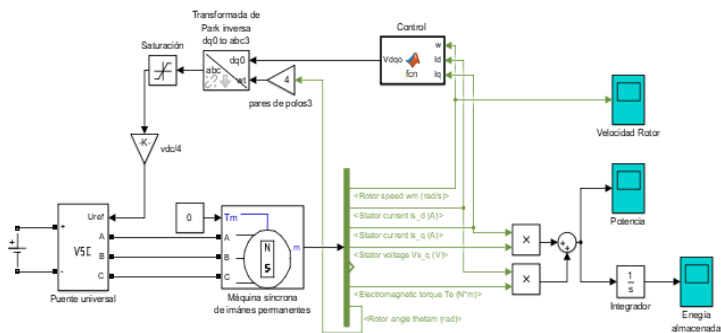 Transformada de
Park inversa
dq0 to abc3
Control
Saturación
dq0
abc
wt
4
pares de polos3
Vdqo
fcn
w
Id
Iq
Velocidad Rotor
-K-
vdc/4
<Rotor speed wm (rad/s)>
<Stator current is_d (A)>
<Stator current is_q (A)>
<Stator voltage Vs_q (V)>
<Electromagnetic torque Te (N*m)>
<Rotor angle thetam (rad)>
Potencia
+
-
Uref
VSC
A
B
C
Puente universal
0
Tm
A
B
C
N
S
m
Máquina síncrona
de imánes permanentes
×
×
+
+
1
s
Integrador
Enegía
almacenada